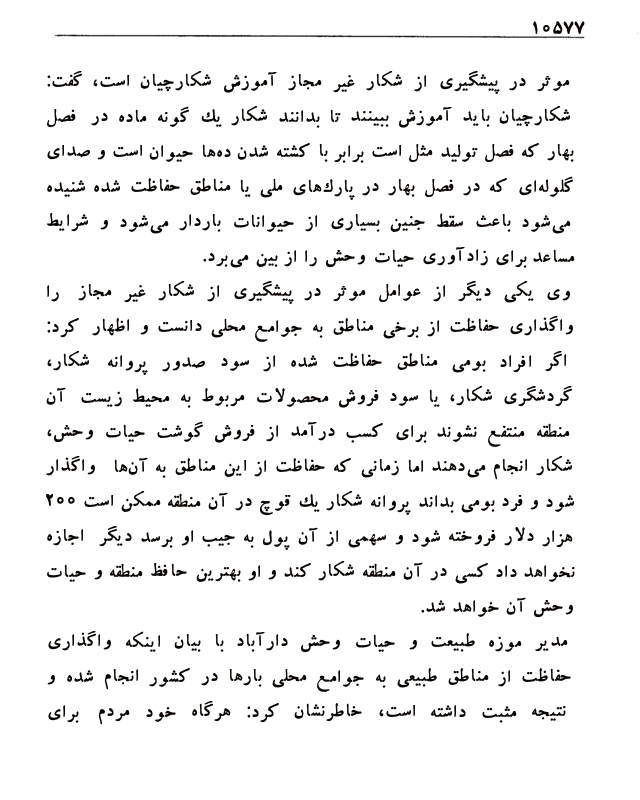 ۱۰۵۷۷
موثر در پیشگیری از شکار غیر مجاز آموزش شکارچیان است، گفت:
شکارچیان باید آموزش ببینند تا بدانند شکار یك گونه ماده در فصل
بهار که فصل تولید مثل است برابر با کشته شدن ده‌ها حیوان است و صدای
گلوله‌ای که در فصل بهار در پارك‌های ملی یا مناطق حفاظت شده شنیده
می‌شود باعث سقط جنین بسیاری از حیوانات باردار می‌شود و شرایط
مساعد برای زادآوری حیات وحش را از بین می‌برد.
وی یکی دیگر از عوامل موثر در پیشگیری از شکار غیر مجاز را
واگذاری حفاظت از برخی مناطق به جوامع محلی دانست و اظهار کرد:
اگر افراد بومی مناطق حفاظت شده از سود صدور پروانه شکار،
گردشگری شکار، یا سود فروش محصولات مربوط به محیط زیست آن
منطقه منتفع نشوند برای کسب درآمد از فروش گوشت حیات وحش،
شکار انجام می‌دهند اما زمانی که حفاظت از این مناطق به آن‌ها واگذار
شود و فرد بومی بداند پروانه شکار یك قوچ در آن منطقه ممکن است ۲۰۰
هزار دلار فروخته شود و سهمی از آن پول به جیب او برسد دیگر اجازه
نخواهد داد کسی در آن منطقه شکار کند و او بهترین حافظ منطقه و حیات
وحش آن خواهد شد.
مدیر موزه طبیعت و حیات وحش دارآباد با بیان اینکه واگذاری
حفاظت از مناطق طبیعی به جوامع محلی بارها در کشور انجام شده و
نتیجه مثبت داشته است، خاطرنشان کرد: هرگاه خود مردم برای